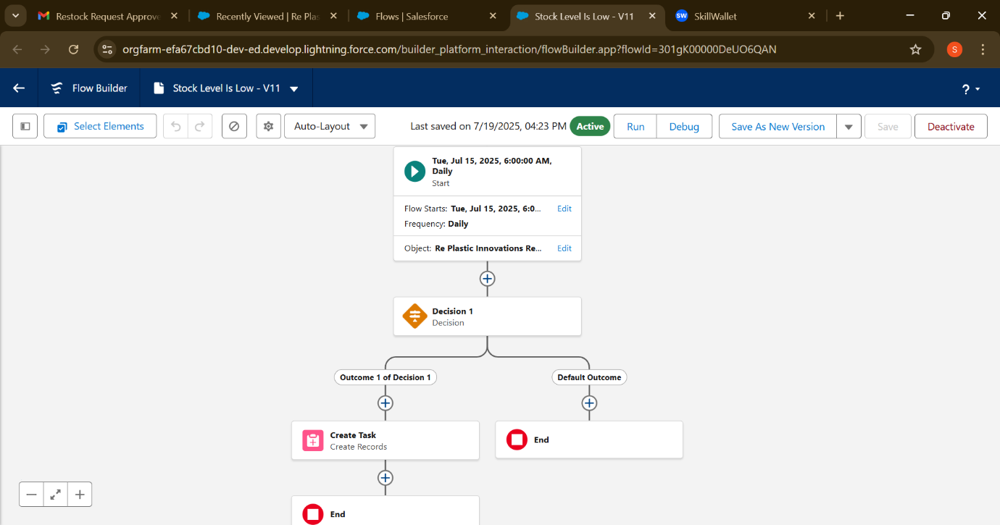 Restock Request Approve
Recently Viewed | Re Plas
Flows | Salesforce
Stock Level Is Low - V11
SW
SkillWallet
orgfarm-efa67cbd10-dev-ed.develop.lightning.force.com/builder_platform_interaction/flowBuilder.app?flowId=301gK00000DeUO6QAN
S
Flow Builder
Stock Level Is Low - V11
?
Select Elements
Auto-Layout
Last saved on 7/19/2025, 04:23 PM
Active
Run
Debug
Save As New Version
Save
Deactivate
Tue, Jul 15, 2025, 6:00:00 AM,
Daily
Start
Flow Starts: Tue, Jul 15, 2025, 6:0... Edit
Frequency: Daily
Object: Re Plastic Innovations Re... Edit
Decision 1
Decision
Outcome 1 of Decision 1
Default Outcome
Create Task
Create Records
End
End